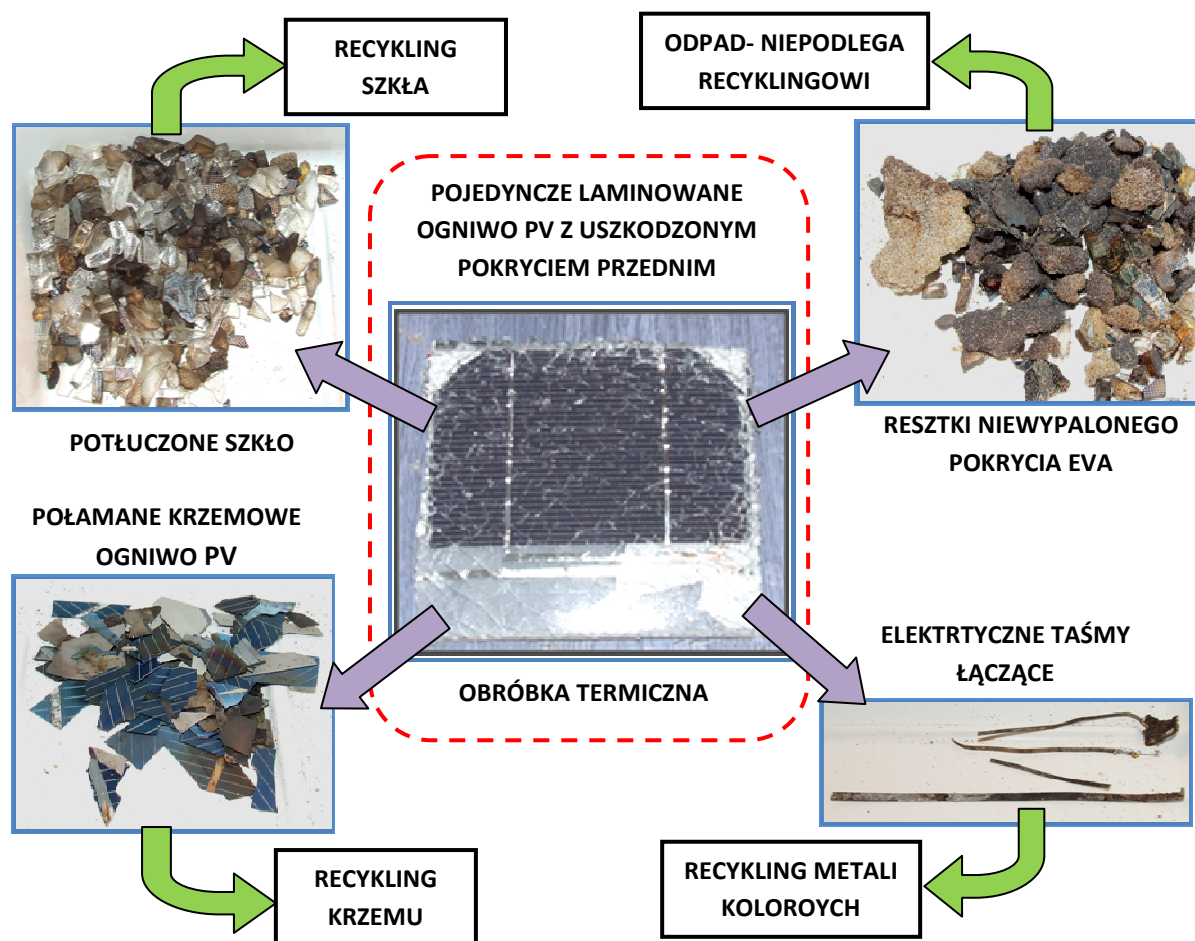 RECYKLING
SZKŁA
ODPAD- NIEPODLEGA
RECYKLINGOWI
POJEDYNCZE LAMINOWANE
OGNIWO PV Z USZKODZONYM
POKRYCIEM PRZEDNIM
POTŁUCZONE SZKŁO
RESZTKI NIEWYPALONEGO
POKRYCIA EVA
POŁAMANE KRZEMOWE
OGNIWO PV
OBRÓBKA TERMICZNA
ELEKTRTYCZNE TAŚMY
ŁĄCZĄCE
RECYKLING
KRZEMU
RECYKLING METALI
KOLOROYCH